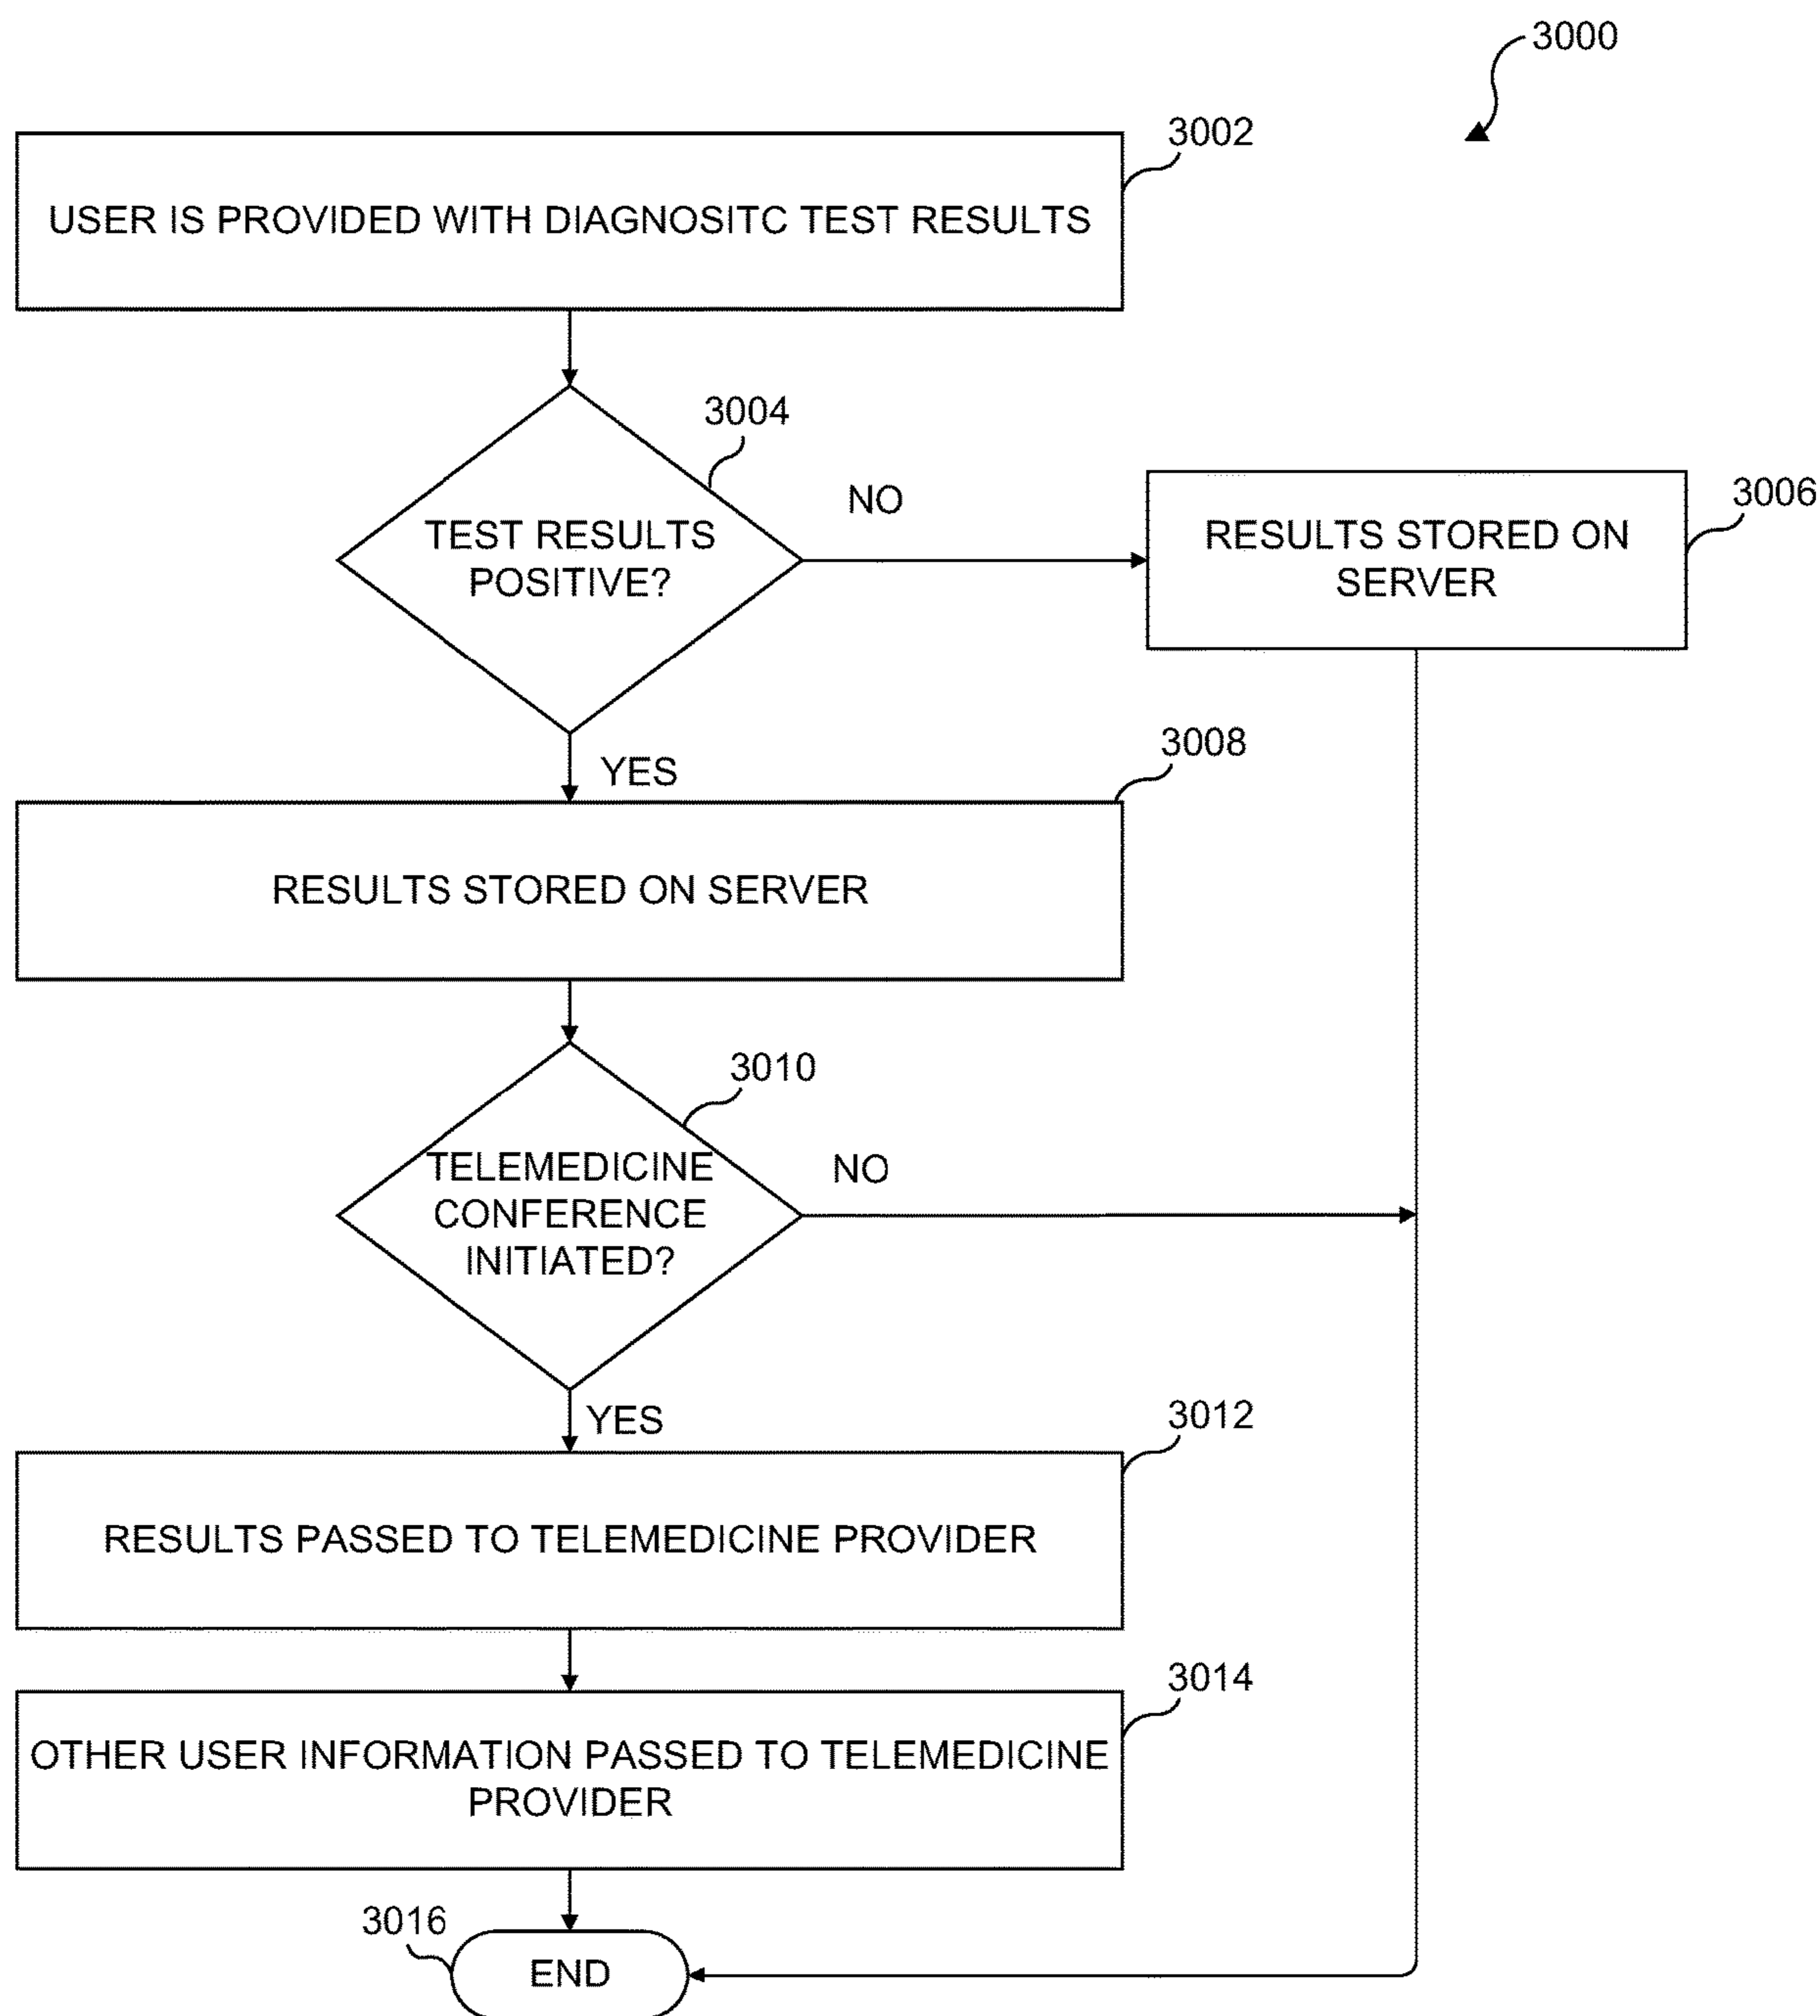 3000
3002
USER IS PROVIDED WITH DIAGNOSITC TEST RESULTS
3004
TEST RESULTS
POSITIVE?
NO
3006
RESULTS STORED ON
SERVER
YES
3008
RESULTS STORED ON SERVER
3010
TELEMEDICINE
CONFERENCE
INITIATED?
NO
YES
3012
RESULTS PASSED TO TELEMEDICINE PROVIDER
3014
OTHER USER INFORMATION PASSED TO TELEMEDICINE
PROVIDER
3016
END